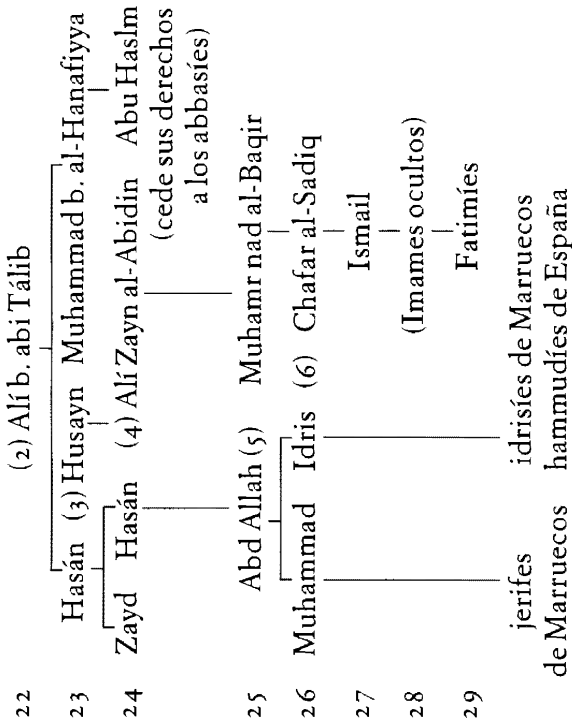 22 (2) Alí b. abi Tálib
23 Hasán (3) Husayn Muhammad b. al-Hanafiyya
24 Zayd Hasán (4) Alí Zayn al-Abidin Abu Haslm
(cede sus derechos
a los abbasíes)
25 Abd Allah (5) Muhamr nad al-Baqir
26 Muhammad Idris (6) Chafar al-Sadiq
27 Ismail
28 (Imames ocultos)
29 Fatimíes
jerifes idrisíes de Marruecos
de Marruecos hammudíes de España